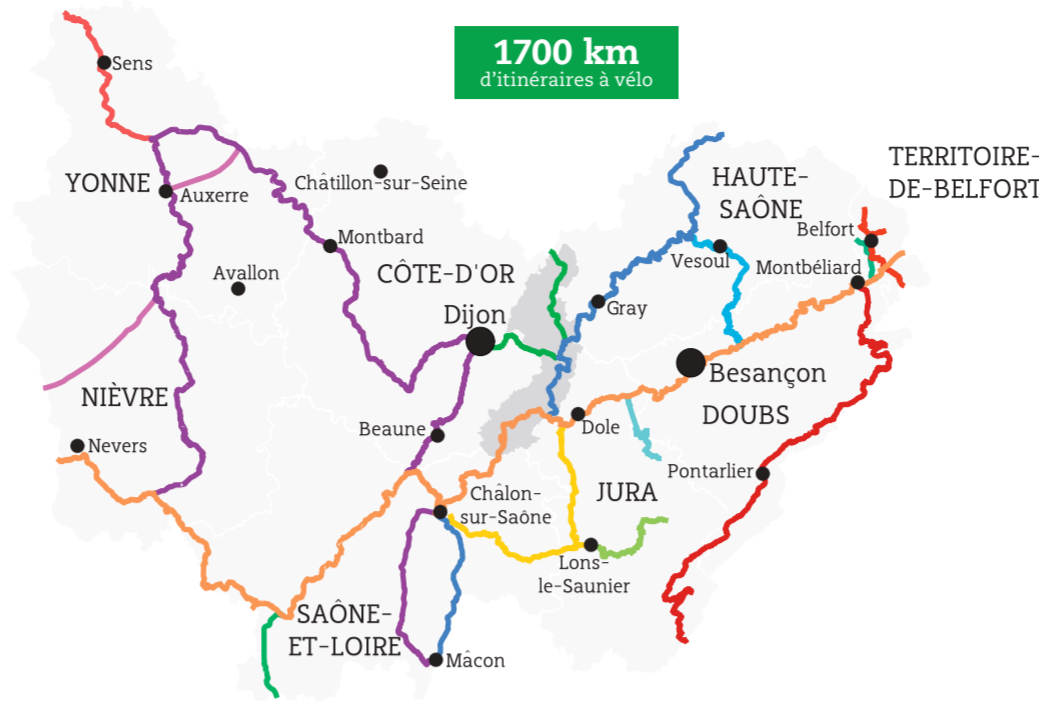 1700 km
d'itinéraires à vélo
Sens
YONNE
Auxerre
Châtillon-sur-Seine
Montbard
Avallon
CÔTE-D'OR
Dijon
HAUTE-
SAÔNE
TERRITOIRE-
DE-BELFORT
Belfort
Vesoul
Montbéliard
Gray
Besançon
DOUBS
NIÈVRE
Nevers
Beaune
Dole
Pontarlier
JURA
Châlon-
sur-Saône
Lons-
le-Saunier
SAÔNE-
ET-LOIRE
Mâcon